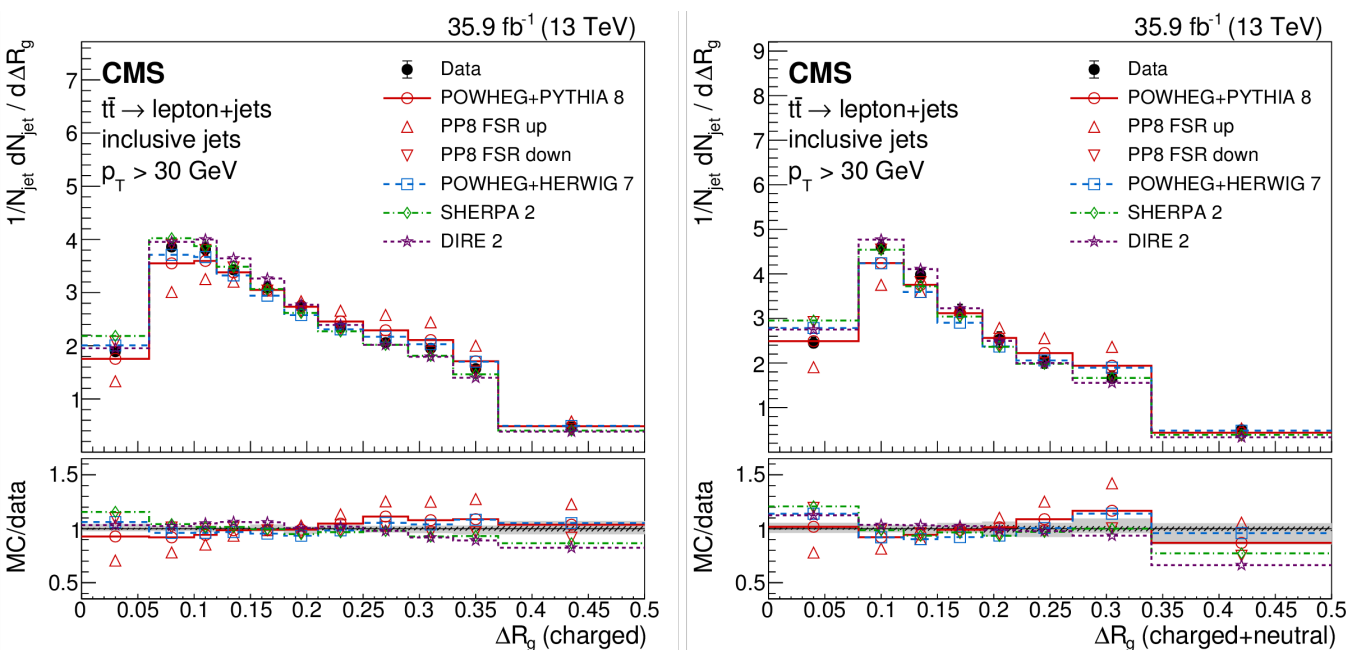 35.9 fb⁻¹ (13 TeV)
1/N_jet dN_jet / dΔR_g
7
6
5
4
3
2
1
CMS
tt̄ → lepton+jets
inclusive jets
p_T > 30 GeV
Data
POWHEG+PYTHIA 8
PP8 FSR up
PP8 FSR down
POWHEG+HERWIG 7
SHERPA 2
DIRE 2
MC/data
1.5
1
0.5
0 0.05 0.1 0.15 0.2 0.25 0.3 0.35 0.4 0.45 0.5
ΔR_g (charged)
35.9 fb⁻¹ (13 TeV)
1/N_jet dN_jet / dΔR_g
9
8
7
6
5
4
3
2
1
CMS
tt̄ → lepton+jets
inclusive jets
p_T > 30 GeV
Data
POWHEG+PYTHIA 8
PP8 FSR up
PP8 FSR down
POWHEG+HERWIG 7
SHERPA 2
DIRE 2
MC/data
1.5
1
0.5
0 0.05 0.1 0.15 0.2 0.25 0.3 0.35 0.4 0.45 0.5
ΔR_g (charged+neutral)